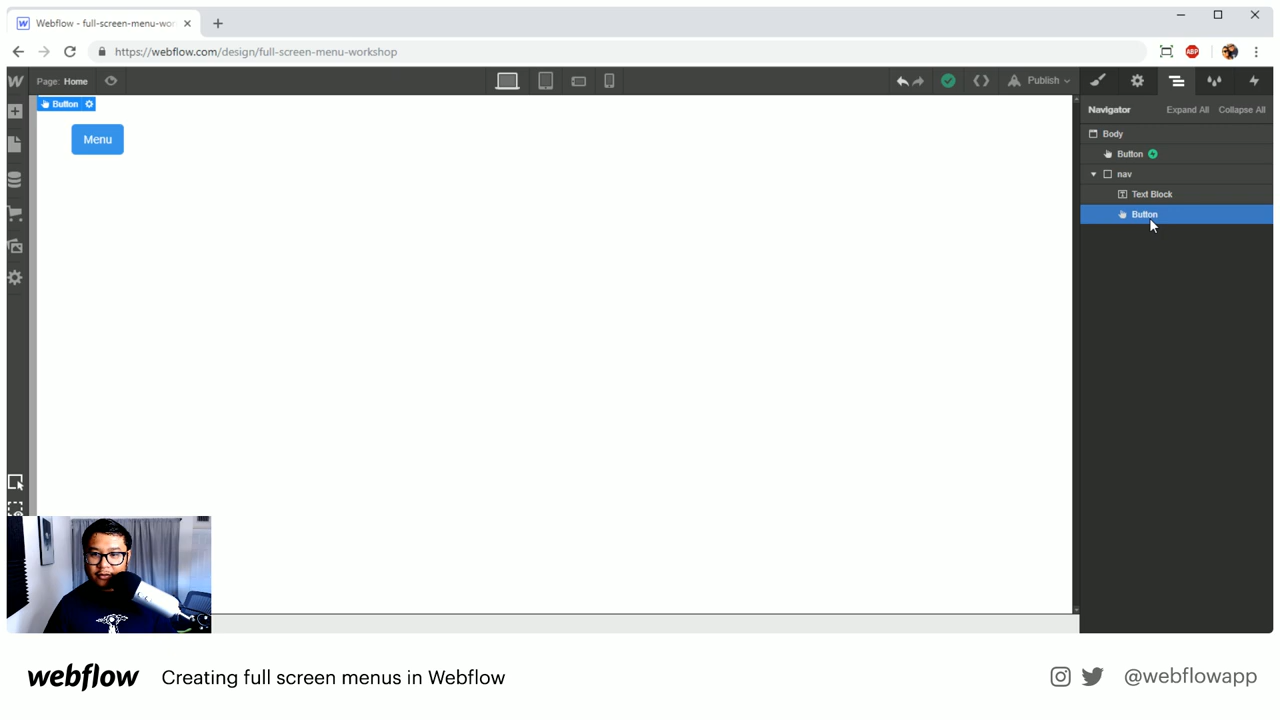 Webflow - full-screen-menu-wor
https://webflow.com/design/full-screen-menu-workshop
ABP
W
Page: Home
Publish
Button
Menu
Navigator
Expand All
Collapse All
Body
Button
nav
Text Block
Button
webflow
Creating full screen menus in Webflow
@webflowapp